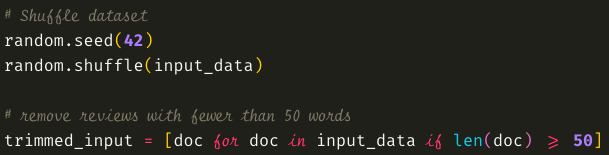 # Shuffle dataset
random.seed(42)
random.shuffle(input_data)
# remove reviews with fewer than 50 words
trimmed_input = [doc for doc in input_data if len(doc) >= 50]